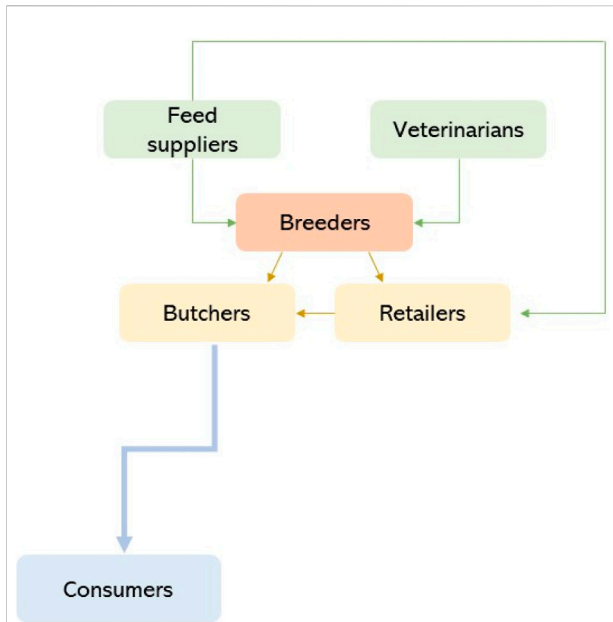 Feed
suppliers
Veterinarians
Breeders
Butchers
Retailers
Consumers